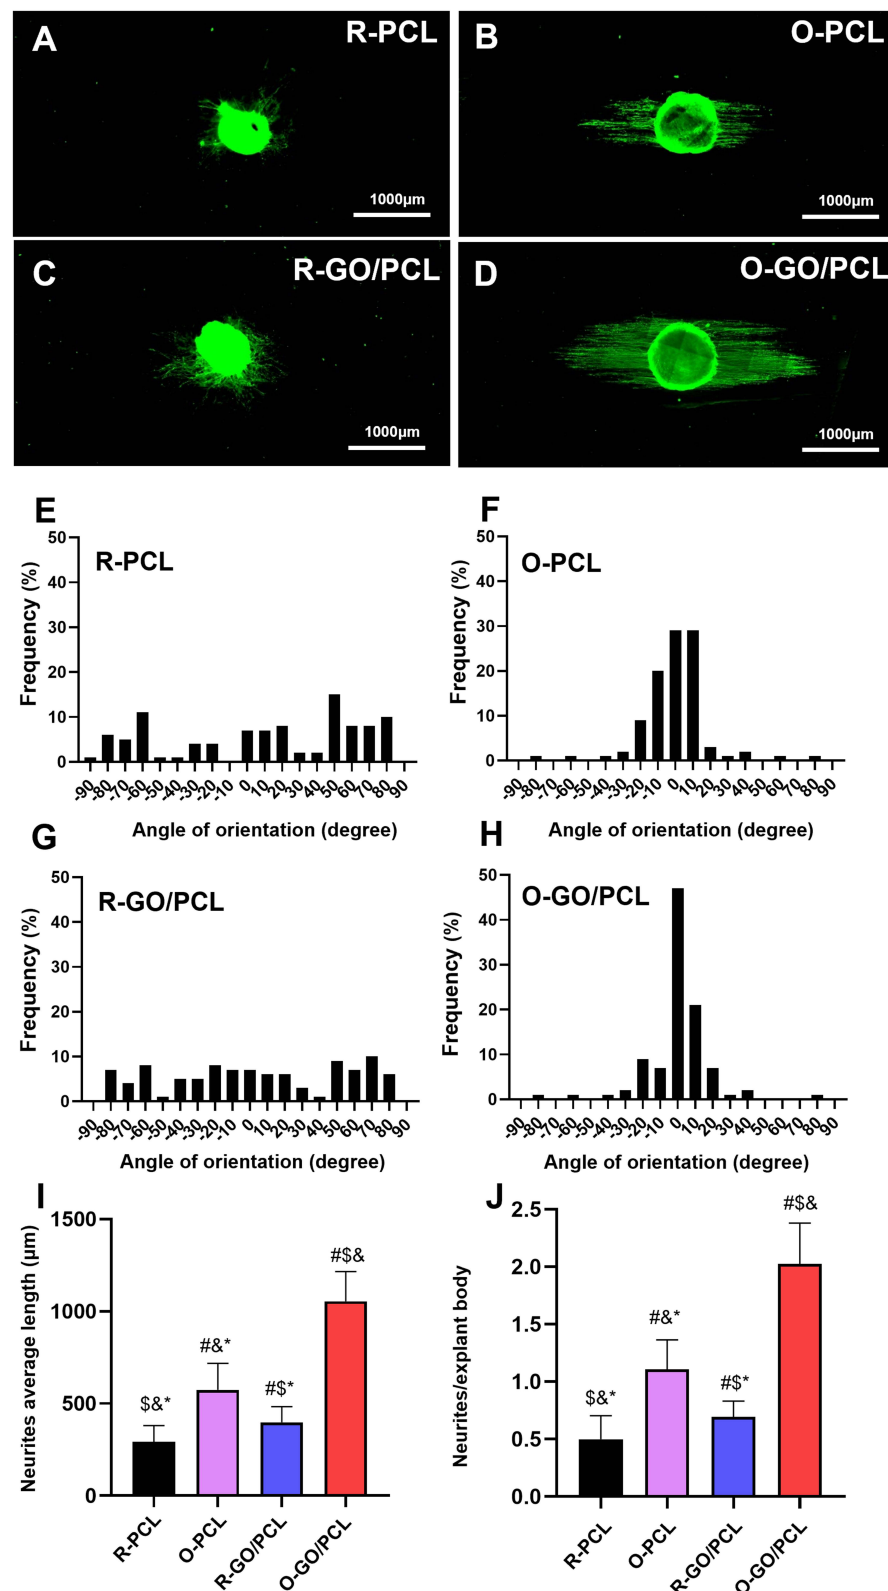 A
R-PCL
1000µm
B
O-PCL
1000µm
C
R-GO/PCL
1000µm
D
O-GO/PCL
1000µm
E
R-PCL
Frequency (%)
50
40
30
20
10
0
-90 -80 -70 -60 -50 -40 -30 -20 -10 0 10 20 30 40 50 60 70 80 90
Angle of orientation (degree)
F
O-PCL
Frequency (%)
50
40
30
20
10
0
-90 -80 -70 -60 -50 -40 -30 -20 -10 0 10 20 30 40 50 60 70 80 90
Angle of orientation (degree)
G
R-GO/PCL
Frequency (%)
50
40
30
20
10
0
-90 -80 -70 -60 -50 -40 -30 -20 -10 0 10 20 30 40 50 60 70 80 90
Angle of orientation (degree)
H
O-GO/PCL
Frequency (%)
50
40
30
20
10
0
-90 -80 -70 -60 -50 -40 -30 -20 -10 0 10 20 30 40 50 60 70 80 90
Angle of orientation (degree)
I
Neurites average length (µm)
1500
1000
500
0
$&*
#&*
#$*
#$&
R-PCL
O-PCL
R-GO/PCL
O-GO/PCL
J
Neurites/explant body
2.5
2.0
1.5
1.0
0.5
0.0
$&*
#&*
#$*
#$&
R-PCL
O-PCL
R-GO/PCL
O-GO/PCL